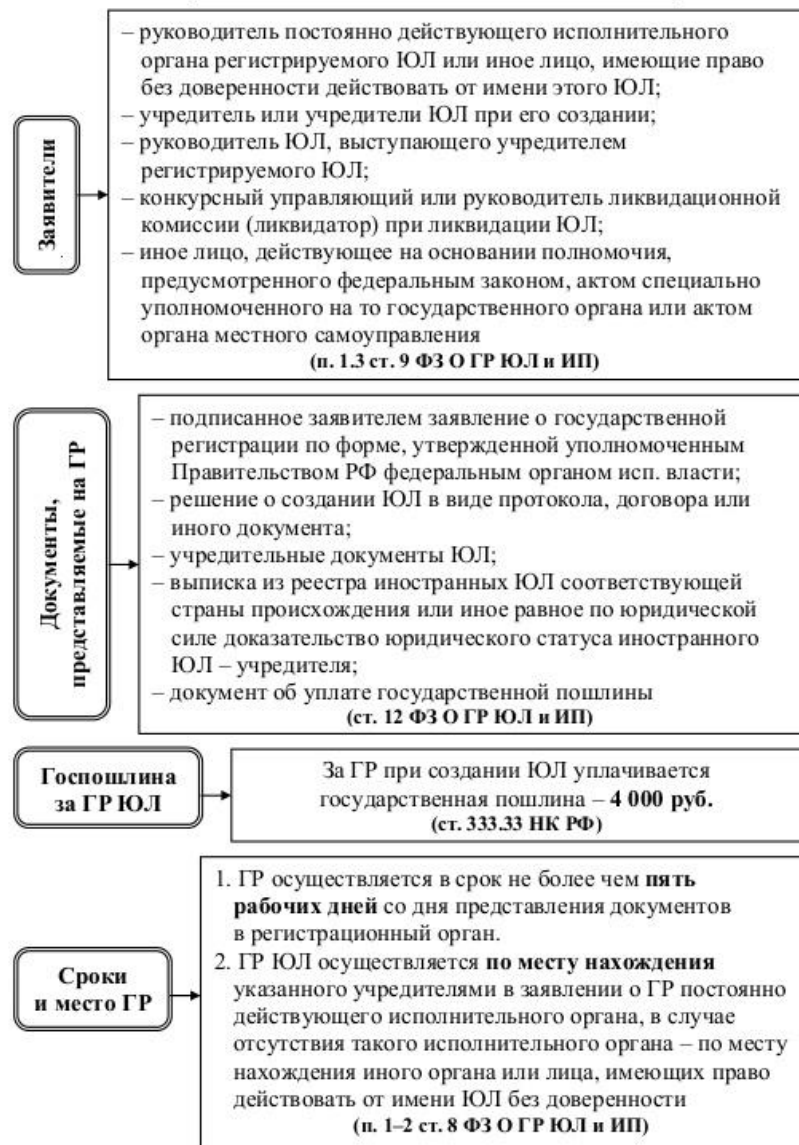 Заявители
– руководитель постоянно действующего исполнительного
органа регистрируемого ЮЛ или иное лицо, имеющие право
без доверенности действовать от имени этого ЮЛ;
– учредитель или учредители ЮЛ при его создании;
– руководитель ЮЛ, выступающего учредителем
регистрируемого ЮЛ;
– конкурсный управляющий или руководитель ликвидационной
комиссии (ликвидатор) при ликвидации ЮЛ;
– иное лицо, действующее на основании полномочия,
предусмотренного федеральным законом, актом специально
уполномоченного на то государственного органа или актом
органа местного самоуправления
(п. 1.3 ст. 9 ФЗ О ГР ЮЛ и ИП)
Документы,
представляемые на ГР
– подписанное заявителем заявление о государственной
регистрации по форме, утвержденной уполномоченным
Правительством РФ федеральным органом исп. власти;
– решение о создании ЮЛ в виде протокола, договора или
иного документа;
– учредительные документы ЮЛ;
– выписка из реестра иностранных ЮЛ соответствующей
страны происхождения или иное равное по юридической
силе доказательство юридического статуса иностранного
ЮЛ – учредителя;
– документ об уплате государственной пошлины
(ст. 12 ФЗ О ГР ЮЛ и ИП)
Госпошлина
за ГР ЮЛ
За ГР при создании ЮЛ уплачивается
государственная пошлина – 4 000 руб.
(ст. 333.33 НК РФ)
Сроки
и место ГР
1. ГР осуществляется в срок не более чем пять
рабочих дней со дня представления документов
в регистрационный орган.
2. ГР ЮЛ осуществляется по месту нахождения
указанного учредителями в заявлении о ГР постоянно
действующего исполнительного органа, в случае
отсутствия такого исполнительного органа – по месту
нахождения иного органа или лица, имеющих право
действовать от имени ЮЛ без доверенности
(п. 1–2 ст. 8 ФЗ О ГР ЮЛ и ИП)